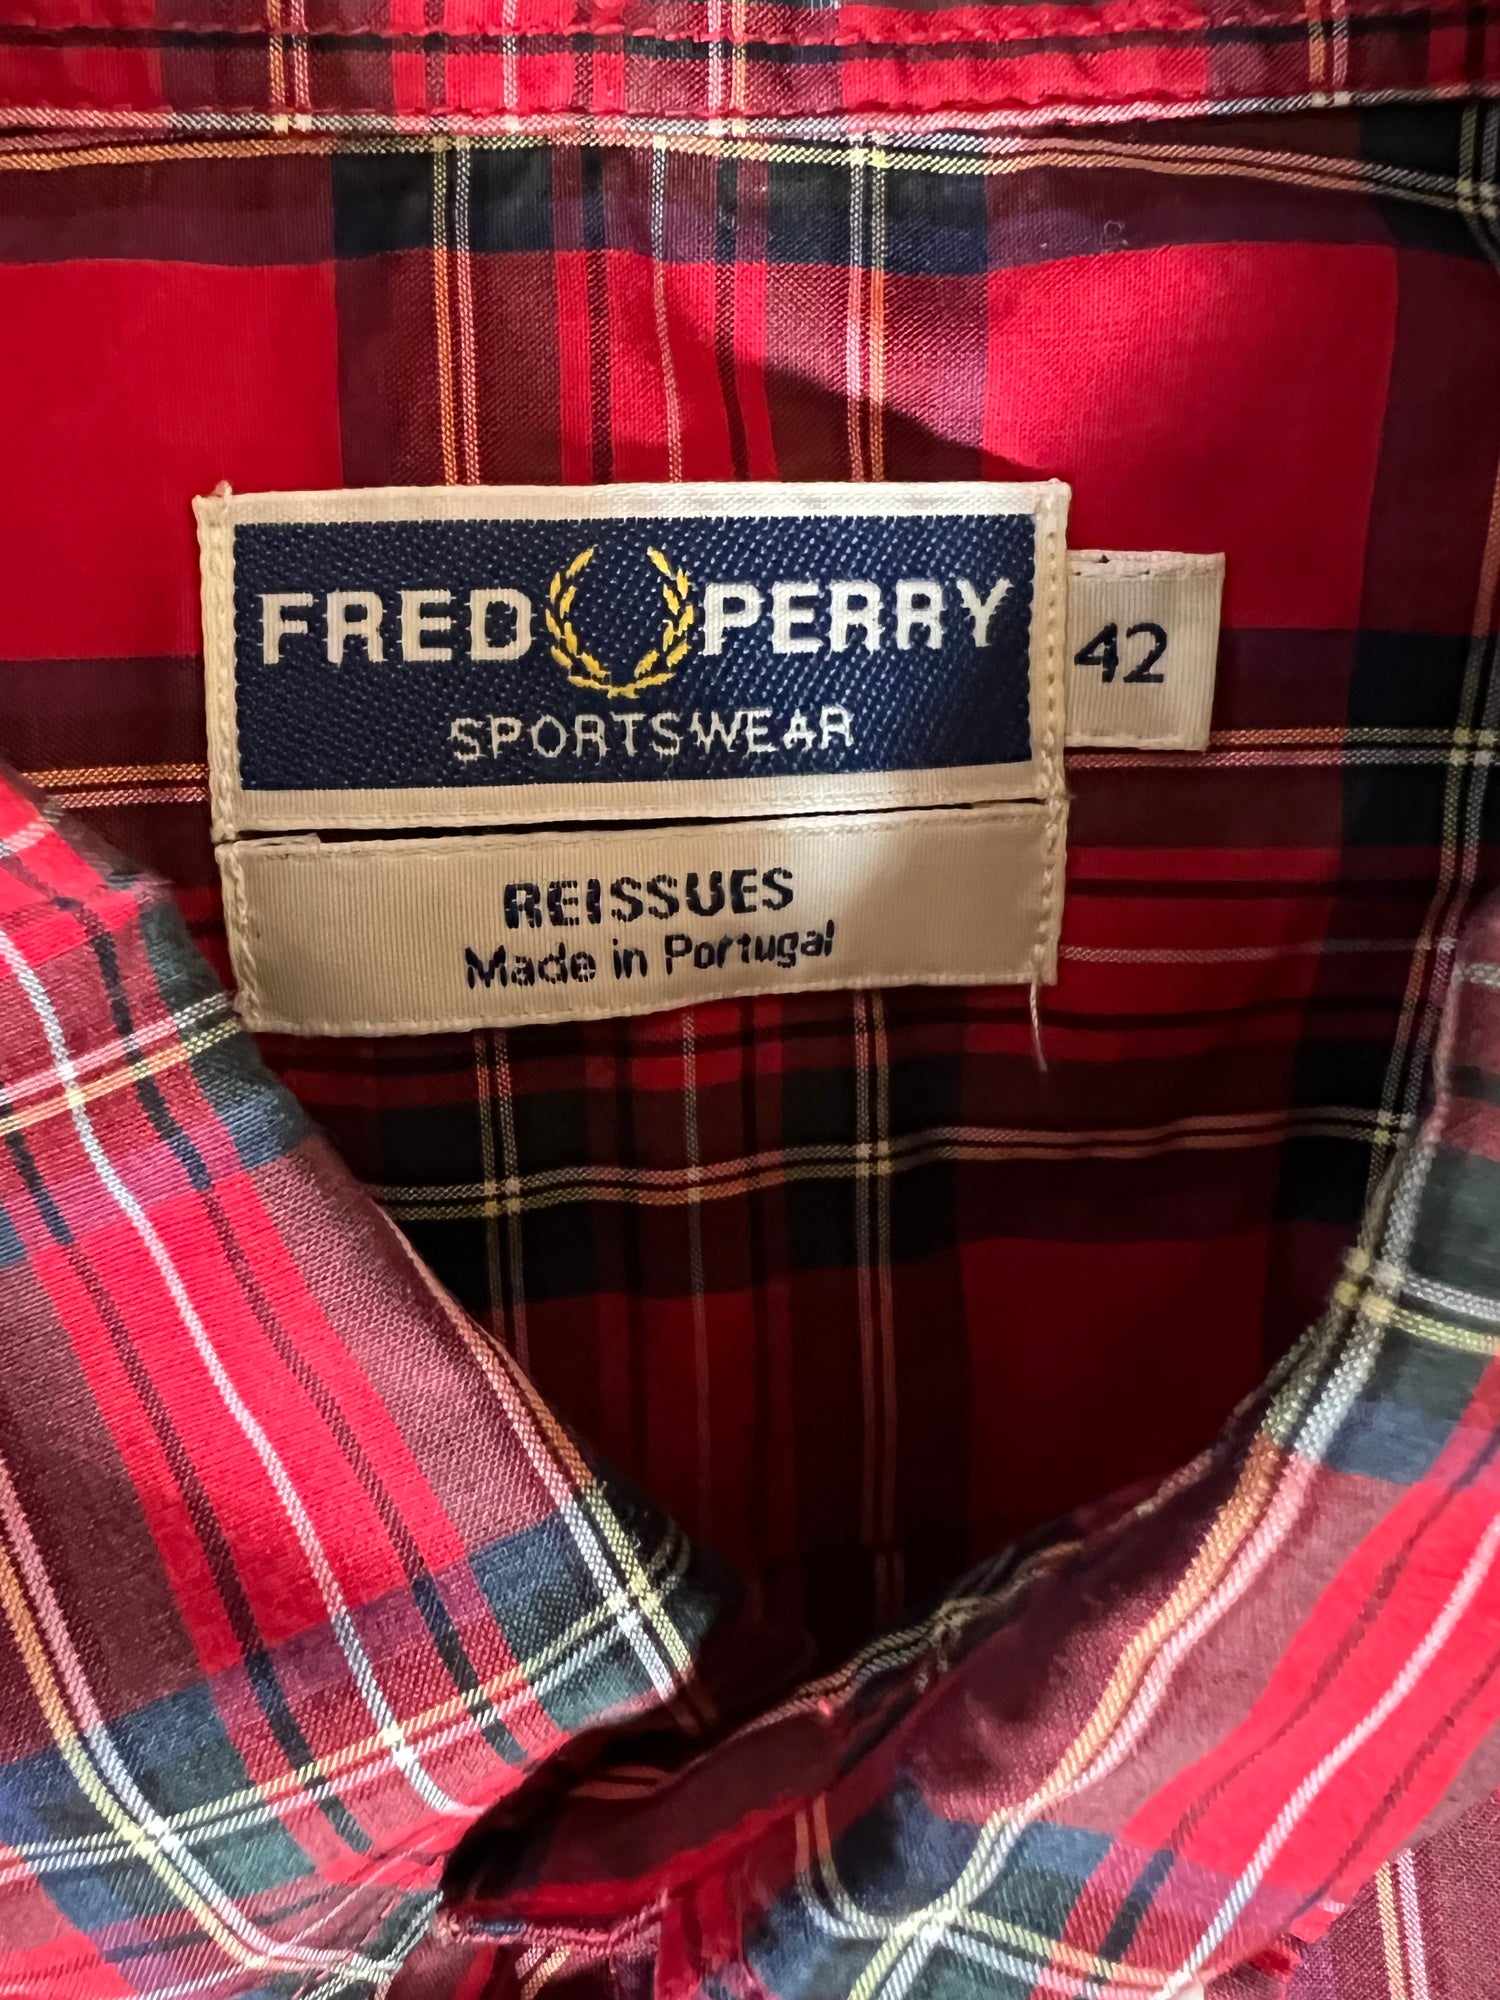 FRED PERRY
SPORTSWEAR
42
REISSUES
Made in Portugal